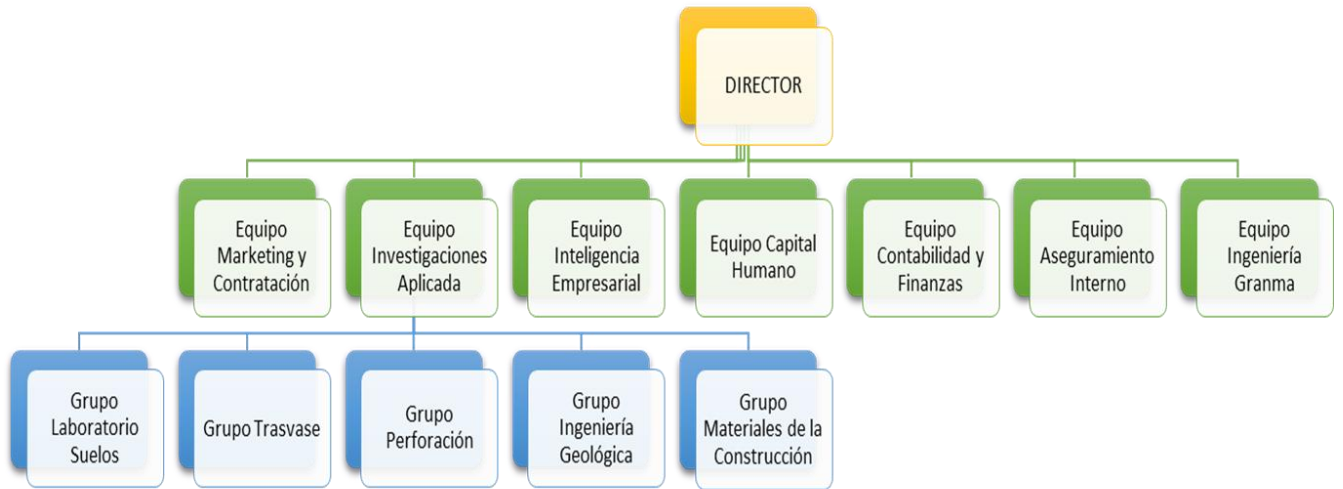 DIRECTOR
Equipo
Marketing y
Contratación
Equipo
Investigaciones
Aplicada
Equipo
Inteligencia
Empresarial
Equipo Capital
Humano
Equipo
Contabilidad y
Finanzas
Equipo
Aseguramiento
Interno
Equipo
Ingeniería
Granma
Grupo
Laboratorio
Suelos
Grupo Trasvase
Grupo
Perforación
Grupo
Ingeniería
Geológica
Grupo
Materiales de la
Construcción